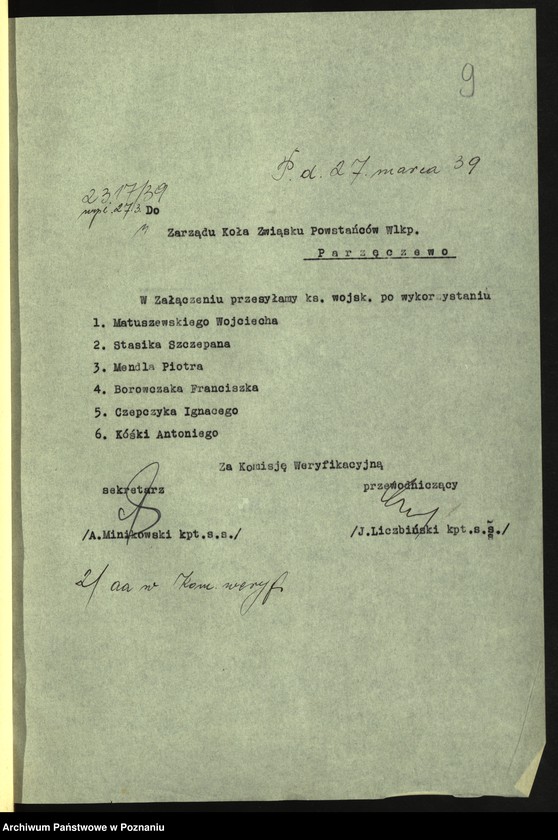 9
P. d. 27. marca 39
2317/39
wpł. 27.3. Do
Zarządu Koła Związku Powstańców Wlkp.
Parzęczewo
W Załączeniu przesyłamy ks. wojsk. po wykorzystaniu
1. Matuszewskiego Wojciecha
2. Stasika Szczepana
3. Mendla Piotra
4. Borowczaka Franciszka
5. Czepczyka Ignacego
6. Kóśki Antoniego
Za Komisję Weryfikacyjną
sekretarz przewodniczący
/A.Minikowski kpt.s.s./ /J.Liczbiński kpt.s.s./
2/ aa w Kom. weryf.
Archiwum Państwowe w Poznaniu